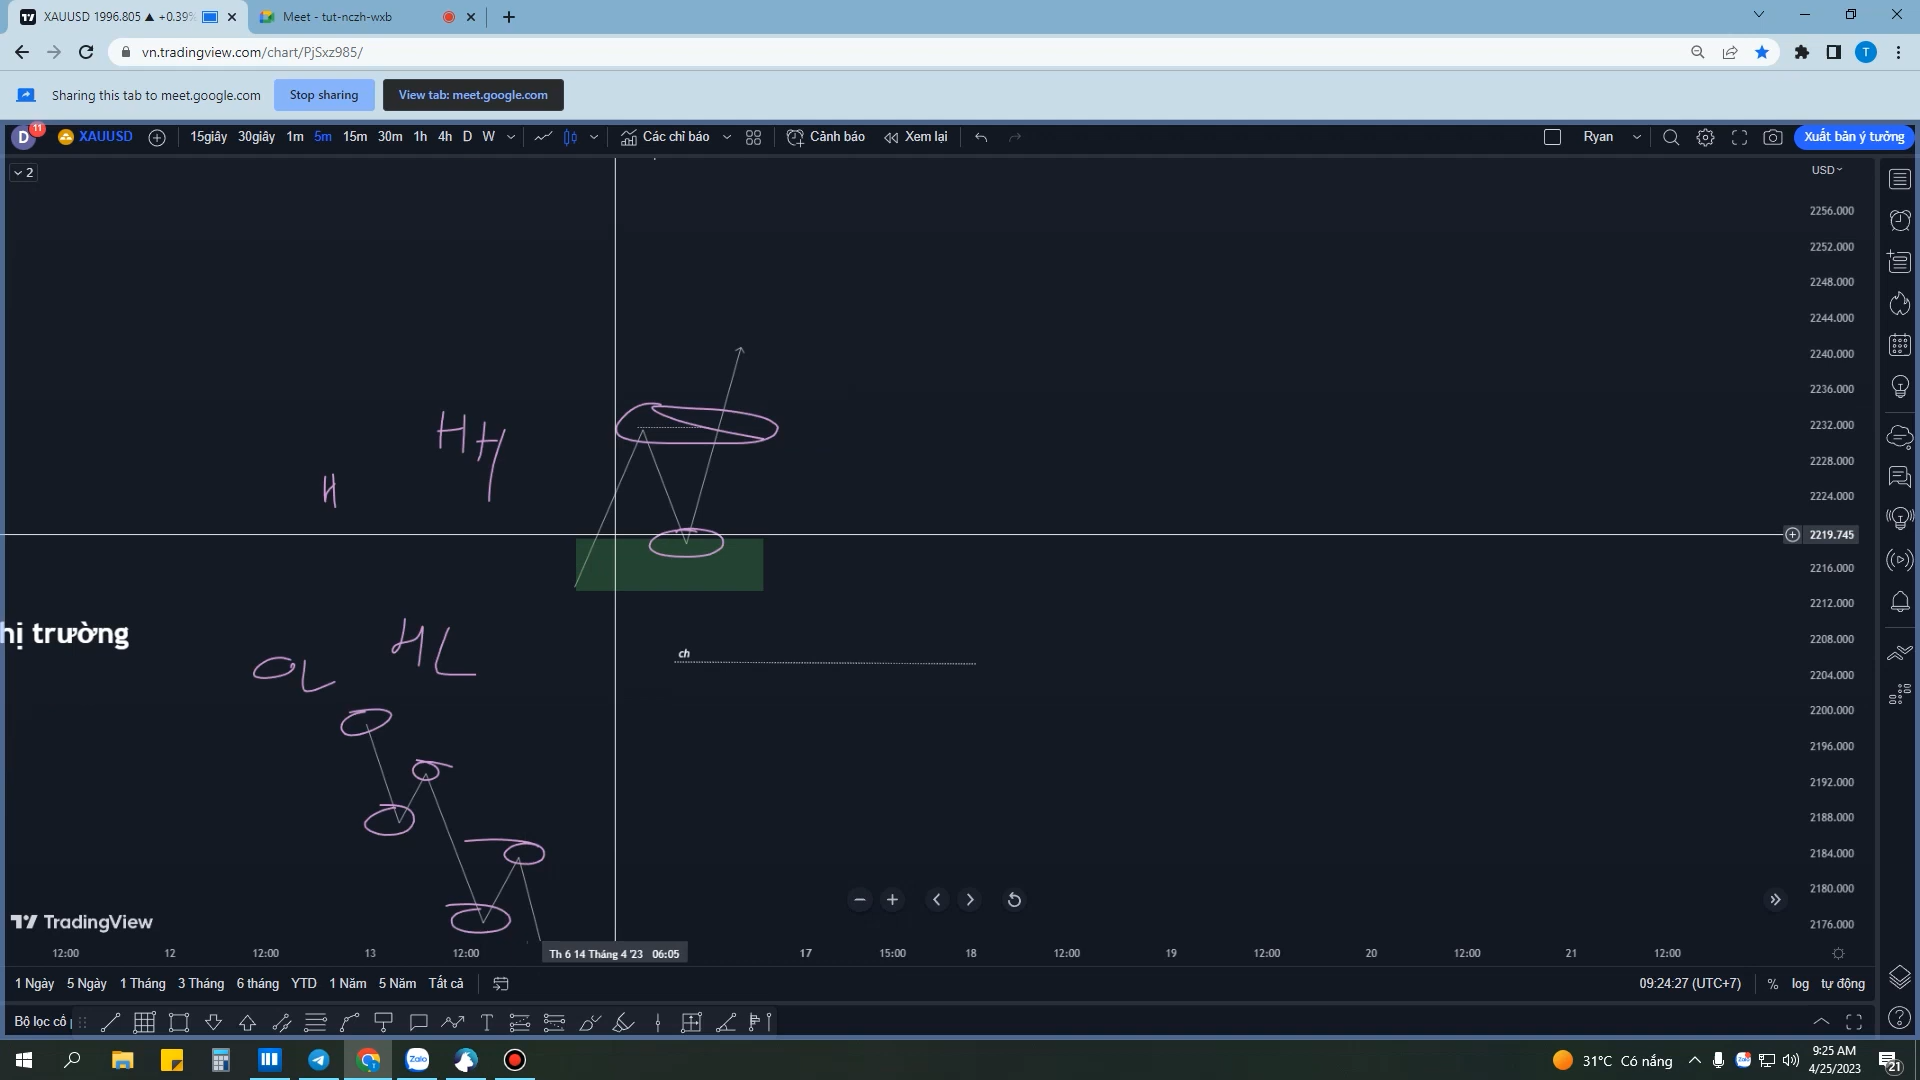 XAUUSD 1996.805 ▲ +0.39%
Meet - tut-nczh-wxb
vn.tradingview.com/chart/PjSxz985/
T
Sharing this tab to meet.google.com
Stop sharing
View tab: meet.google.com
D 11 XAUUSD 15giây 30giây 1m 5m 15m 30m 1h 4h D W Các chỉ báo Cảnh báo Xem lại Ryan Xuất bản ý tưởng
2
USD
2256.000
2252.000
2248.000
2244.000
2240.000
2236.000
2232.000
2228.000
2224.000
2219.745
2216.000
2212.000
2208.000
2204.000
2200.000
2196.000
2192.000
2188.000
2184.000
2180.000
2176.000
HH
H
hị trường
HL
OL
ch
TradingView
12:00 12 12:00 13 12:00 Th 6 14 Tháng 4 '23 06:05 17 15:00 18 12:00 19 12:00 20 12:00 21 12:00
1 Ngày 5 Ngày 1 Tháng 3 Tháng 6 tháng YTD 1 Năm 5 Năm Tất cả 09:24:27 (UTC+7) % log tự động
Bộ lọc cổ
Zalo
31°C Có nắng
9:25 AM
4/25/2023
21